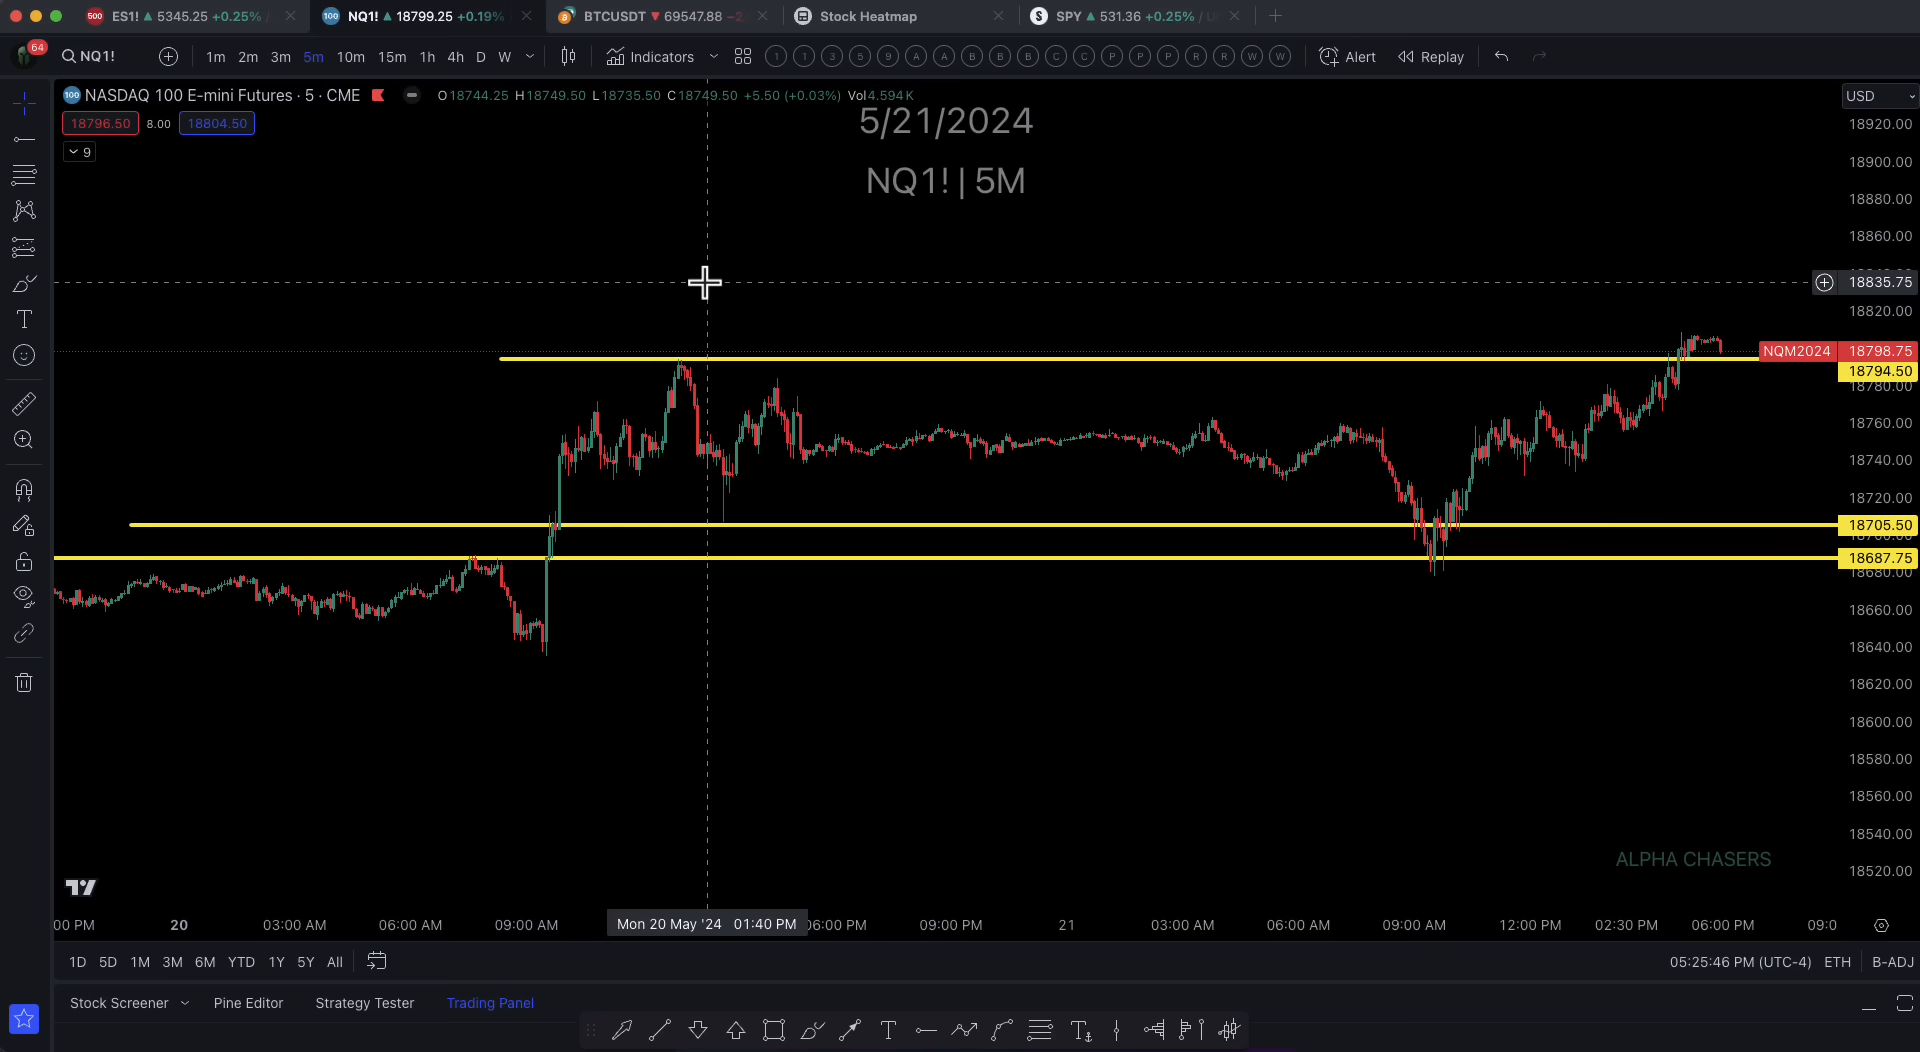 ES1! ▲ 5345.25 +0.25% /
NQ1! ▲ 18799.25 +0.19%
BTCUSDT ▼ 69547.88 −2
Stock Heatmap
SPY ▲ 531.36 +0.25% / U
64
NQ1!
1m 2m 3m 5m 10m 15m 1h 4h D W
Indicators
1 1 3 5 9 A A B B B C C P P P R R W W
Alert
Replay
NASDAQ 100 E-mini Futures · 5 · CME
O18744.25 H18749.50 L18735.50 C18749.50 +5.50 (+0.03%) Vol4.594K
USD
18796.50 8.00 18804.50
9
5/21/2024
NQ1! | 5M
18920.00
18900.00
18880.00
18860.00
18835.75
18820.00
NQM2024 18798.75
18794.50
18780.00
18760.00
18740.00
18720.00
18705.50
18687.75
18680.00
18660.00
18640.00
18620.00
18600.00
18580.00
18560.00
18540.00
18520.00
ALPHA CHASERS
00 PM 20 03:00 AM 06:00 AM 09:00 AM Mon 20 May '24 01:40 PM 06:00 PM 09:00 PM 21 03:00 AM 06:00 AM 09:00 AM 12:00 PM 02:30 PM 06:00 PM 09:0
1D 5D 1M 3M 6M YTD 1Y 5Y All
05:25:46 PM (UTC-4) ETH B-ADJ
Stock Screener Pine Editor Strategy Tester Trading Panel